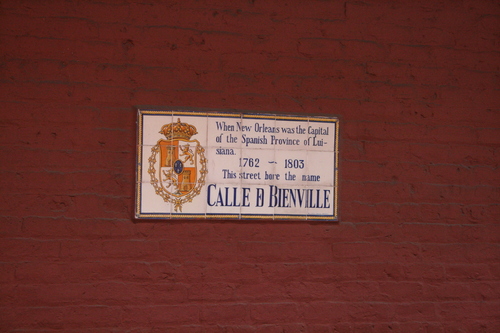 When New Orleans was the Capital
of the Spanish Province of Lui-
siana.
1762 - 1803
This street bore the name
CALLE D BIENVILLE